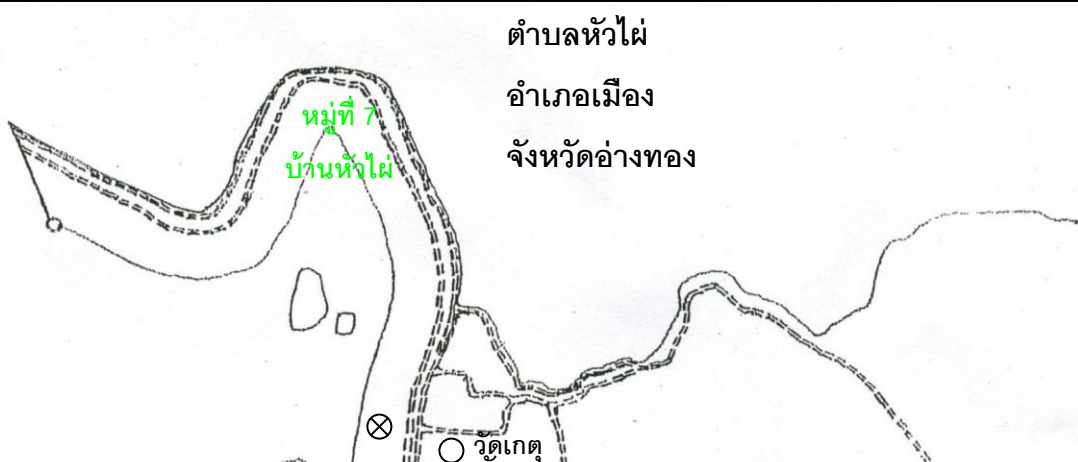 ตำบลหัวไผ่
อำเภอเมือง
จังหวัดอ่างทอง
หมู่ที่ 7
บ้านหัวไผ่
วัดเกตุ